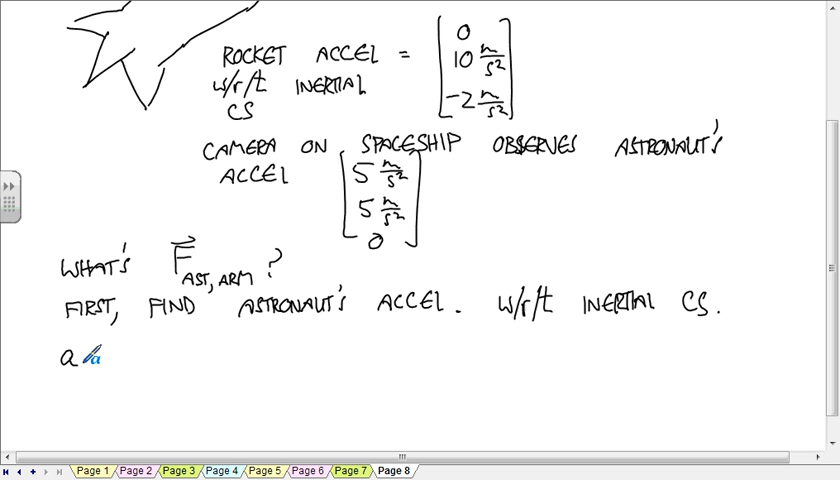 ROCKET ACCEL =
w/r/t INERTIAL
CS
0
10 m/s²
-2 m/s²
CAMERA ON SPACESHIP OBSERVES ASTRONAUT'S
ACCEL
5 m/s²
5 m/s²
0
WHAT'S F⃗ AST, ARM ?
FIRST, FIND ASTRONAUT'S ACCEL. w/r/t INERTIAL CS.
a
Page 1 Page 2 Page 3 Page 4 Page 5 Page 6 Page 7 Page 8